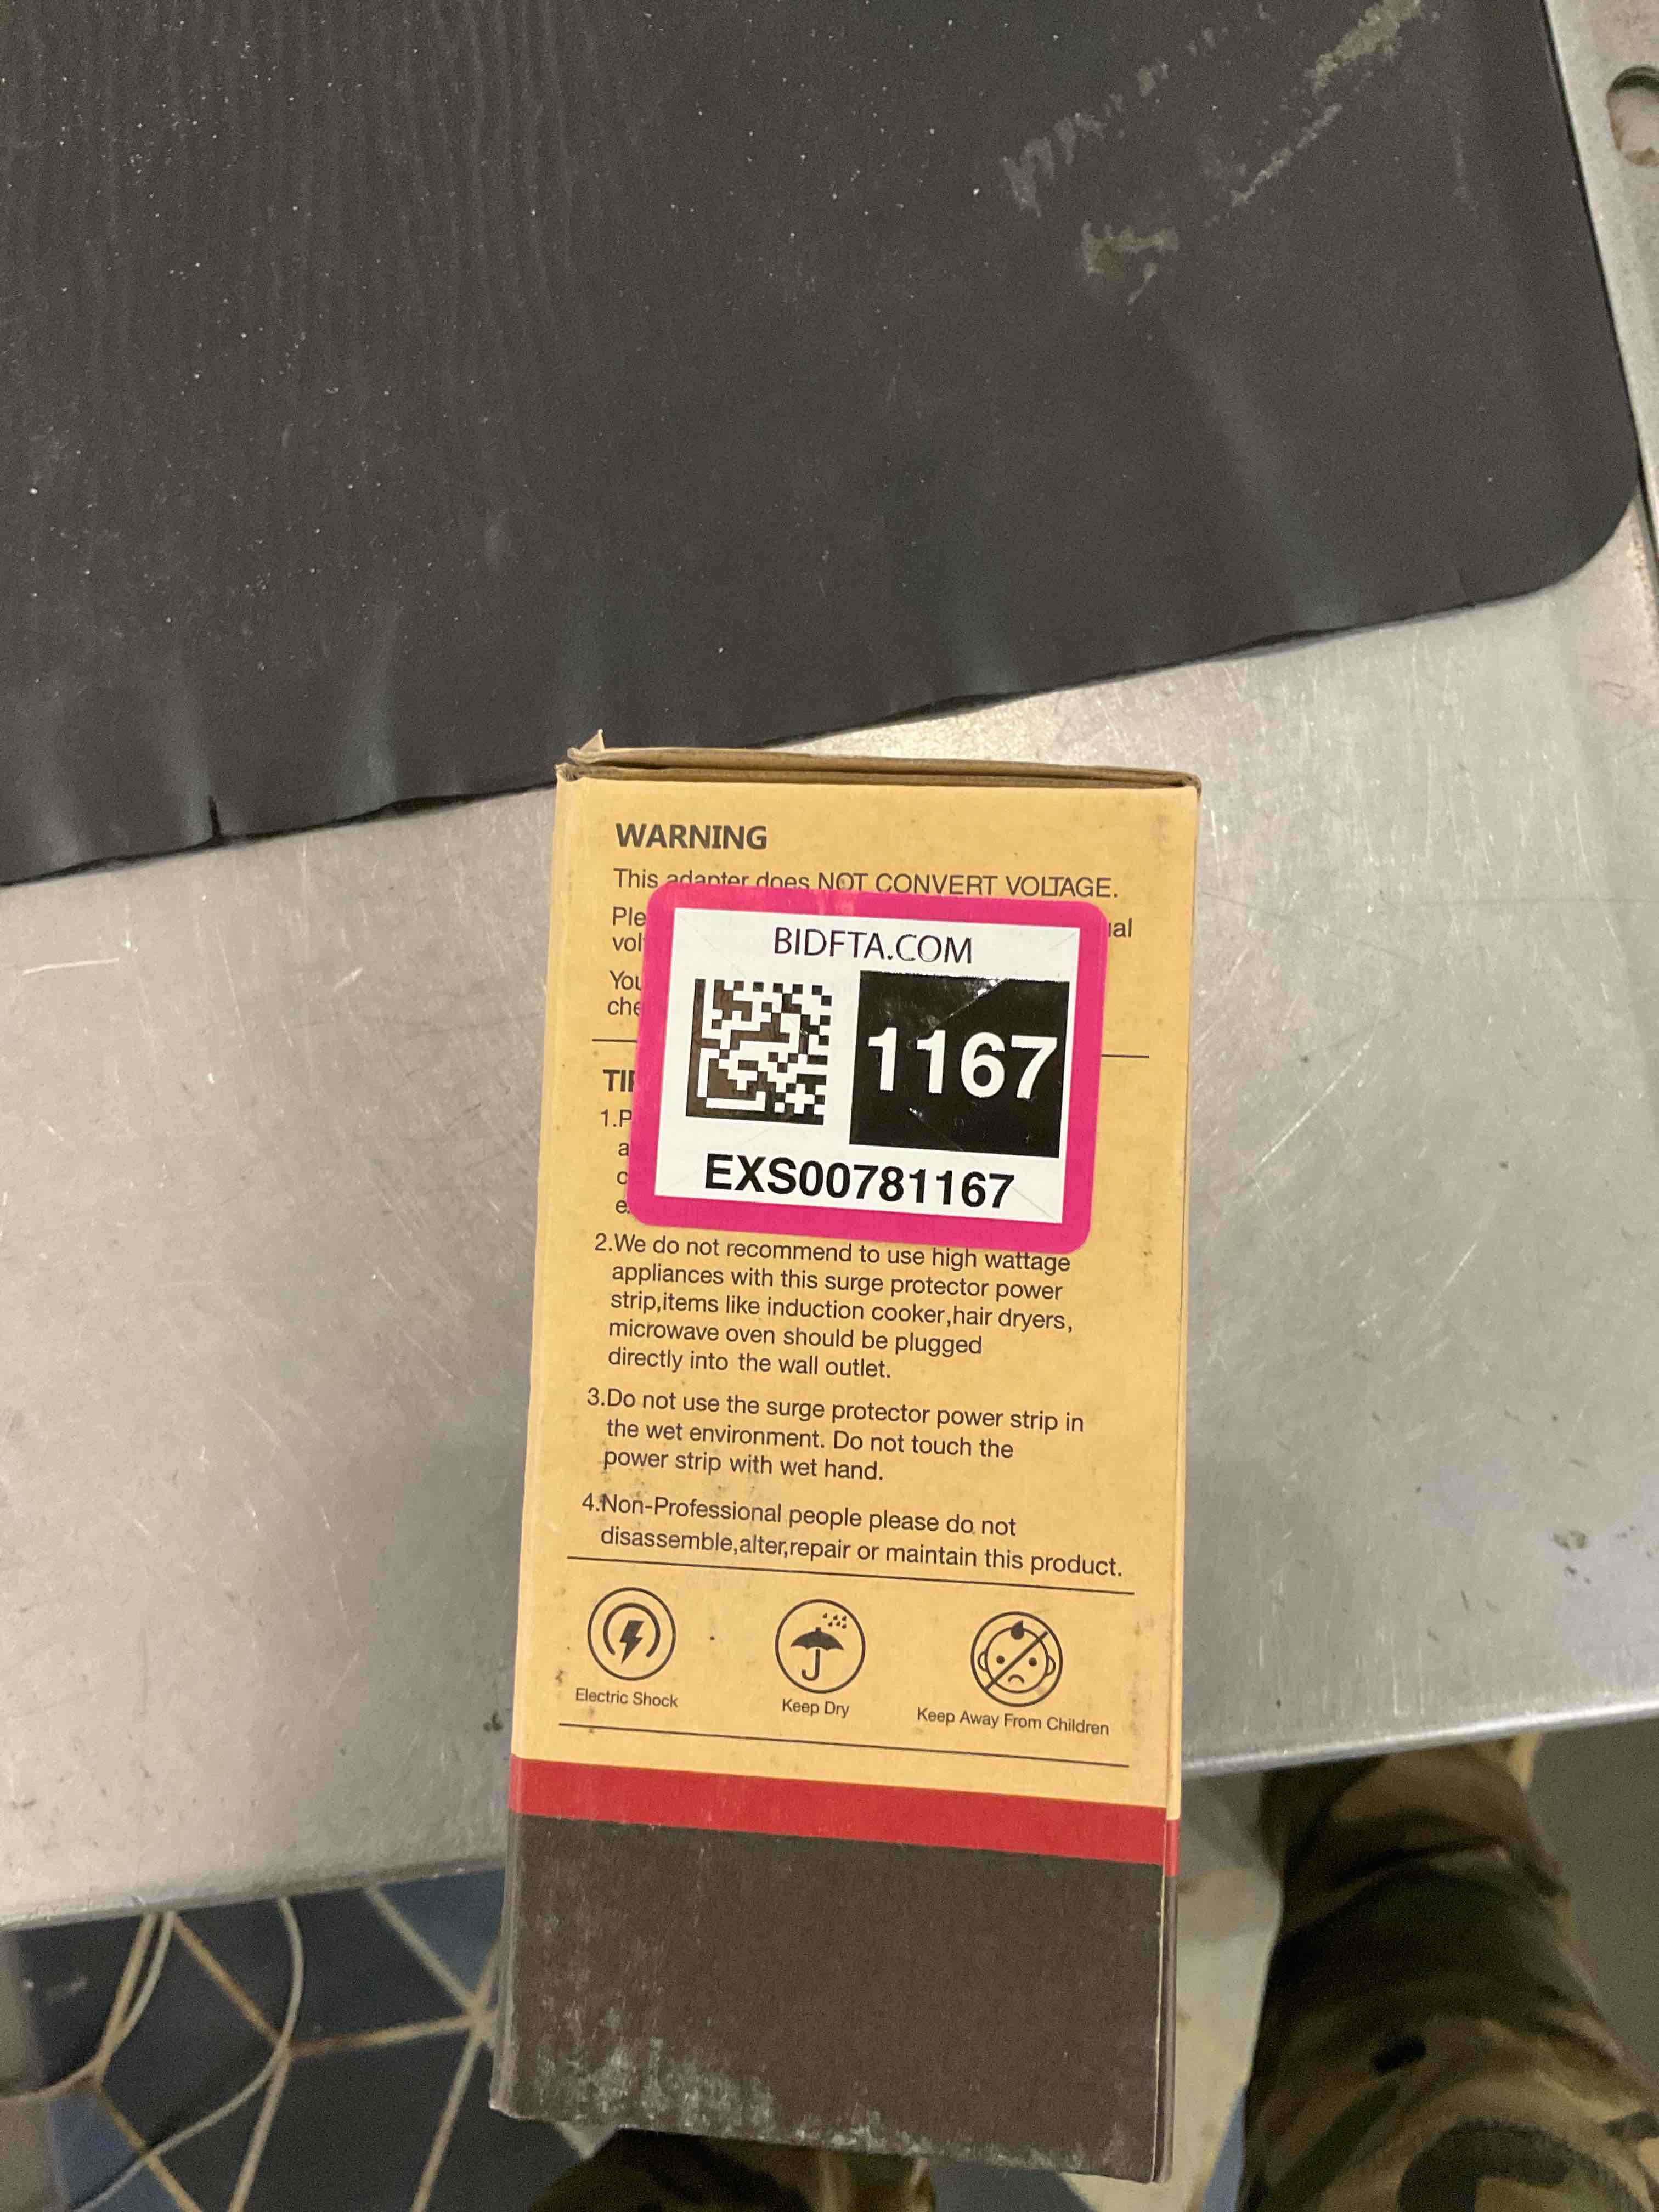 WARNING
This adapter does NOT CONVERT VOLTAGE.
BIDFTA.COM
1167
EXS00781167
2.We do not recommend to use high wattage
appliances with this surge protector power
strip,items like induction cooker,hair dryers,
microwave oven should be plugged
directly into the wall outlet.
3.Do not use the surge protector power strip in
the wet environment. Do not touch the
power strip with wet hand.
4.Non-Professional people please do not
disassemble,alter,repair or maintain this product.
Electric Shock
Keep Dry
Keep Away From Children